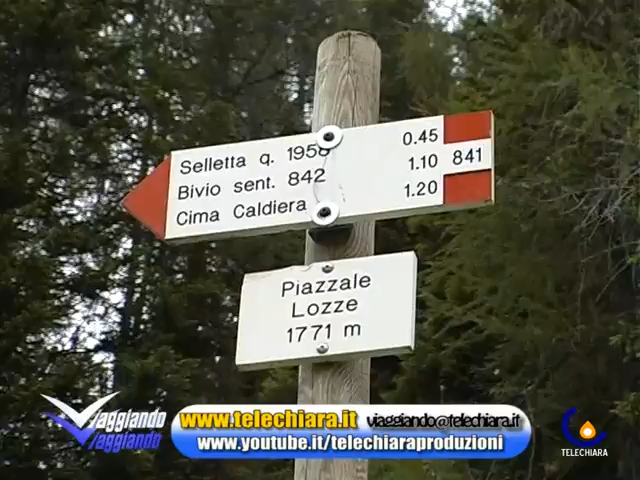 Selletta q. 1958 0.45
Bivio sent. 842 1.10 841
Cima Caldiera 1.20
Piazzale
Lozze
1771 m
Viaggiando
Viaggiando
www.telechiara.it viaggiando@telechiara.it
www.youtube.it/telechiaraproduzioni
TELECHIARA